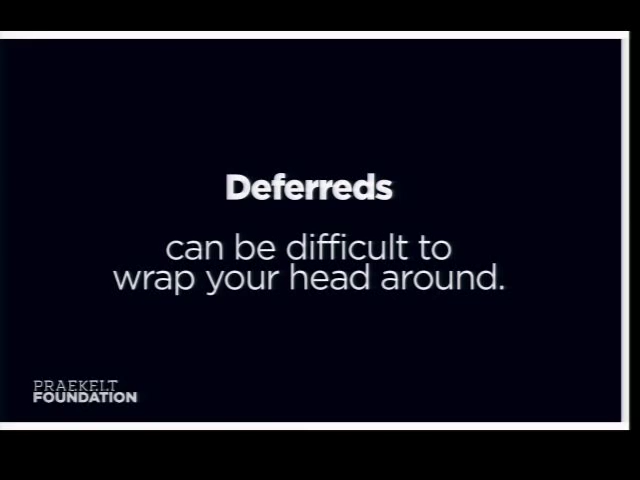 Deferreds
can be difficult to
wrap your head around.
PRAEKELT
FOUNDATION